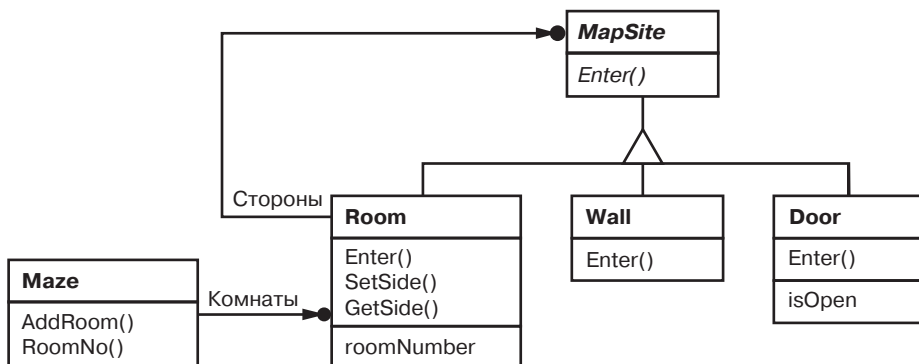 MapSite
Enter()
Стороны
Room
Enter()
SetSide()
GetSide()
roomNumber
Wall
Enter()
Door
Enter()
isOpen
Maze
AddRoom()
RoomNo()
Комнаты